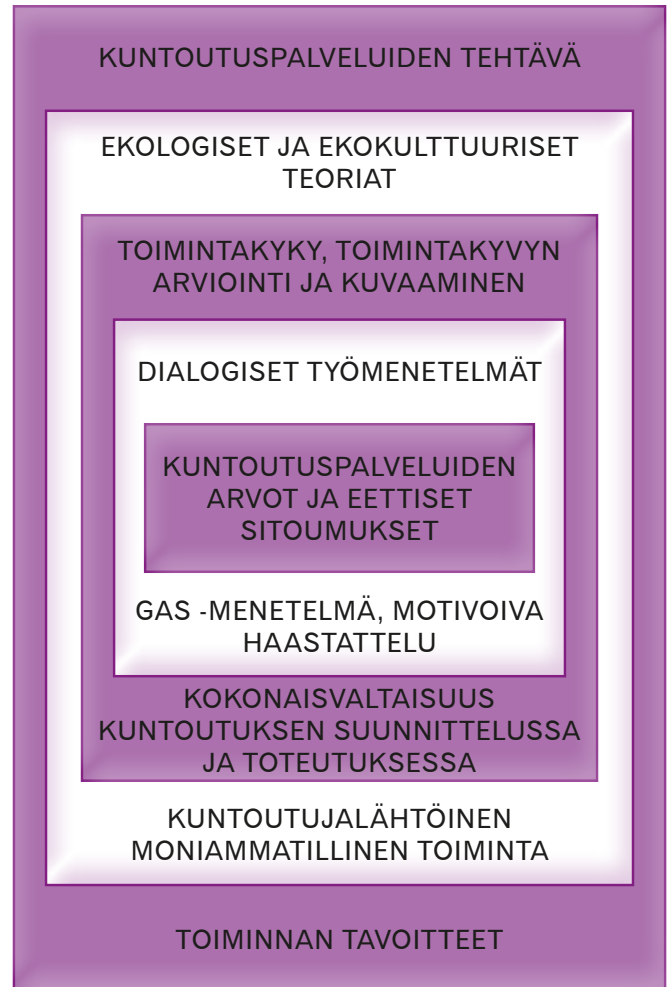 KUNTOUTUSPALVELUIDEN TEHTÄVÄ
EKOLOGISET JA EKOKULTTUURISET
TEORIAT
TOIMINTAKYKY, TOIMINTAKYVYN
ARVIOINTI JA KUVAAMINEN
DIALOGISET TYÖMENETELMÄT
KUNTOUTUSPALVELUIDEN
ARVOT JA EETTISET
SITOUMUKSET
GAS -MENETELMÄ, MOTIVOIVA
HAASTATTELU
KOKONAISVALTAISUUS
KUNTOUTUKSEN SUUNNITTELUSSA
JA TOTEUTUKSESSA
KUNTOUTUJALÄHTÖINEN
MONIAMMATILLINEN TOIMINTA
TOIMINNAN TAVOITTEET